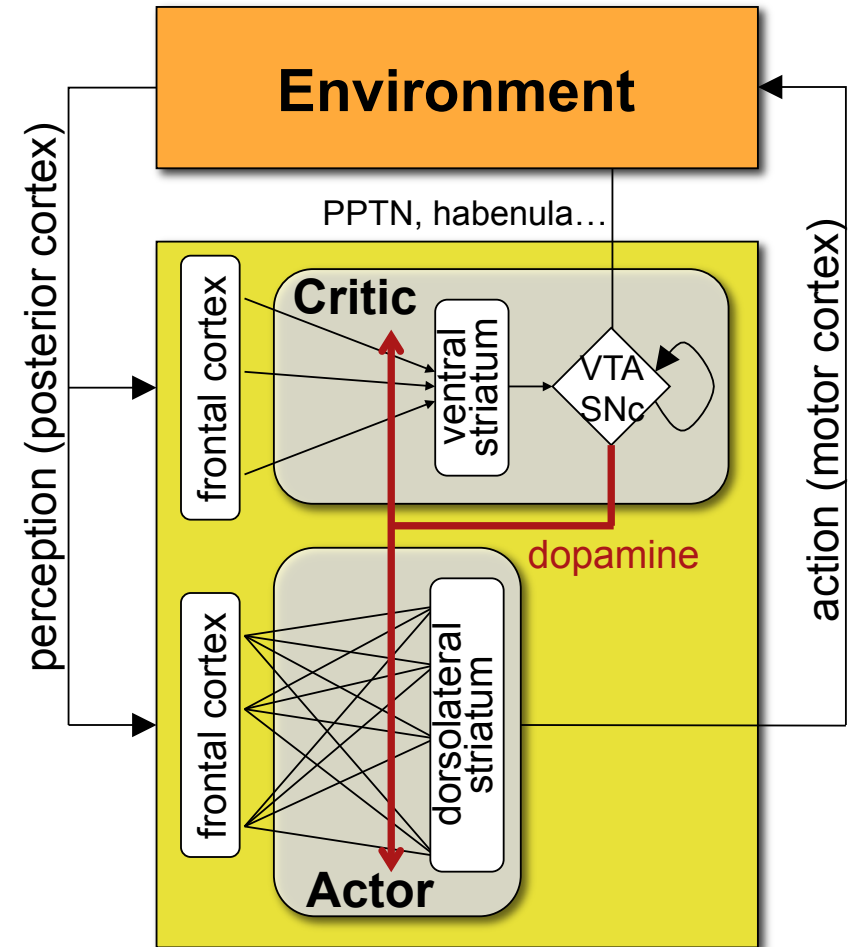 Environment
perception (posterior cortex)
PPTN, habenula…
action (motor cortex)
frontal cortex
Critic
ventral
striatum
VTA
SNc
dopamine
frontal cortex
dorsolateral
striatum
Actor